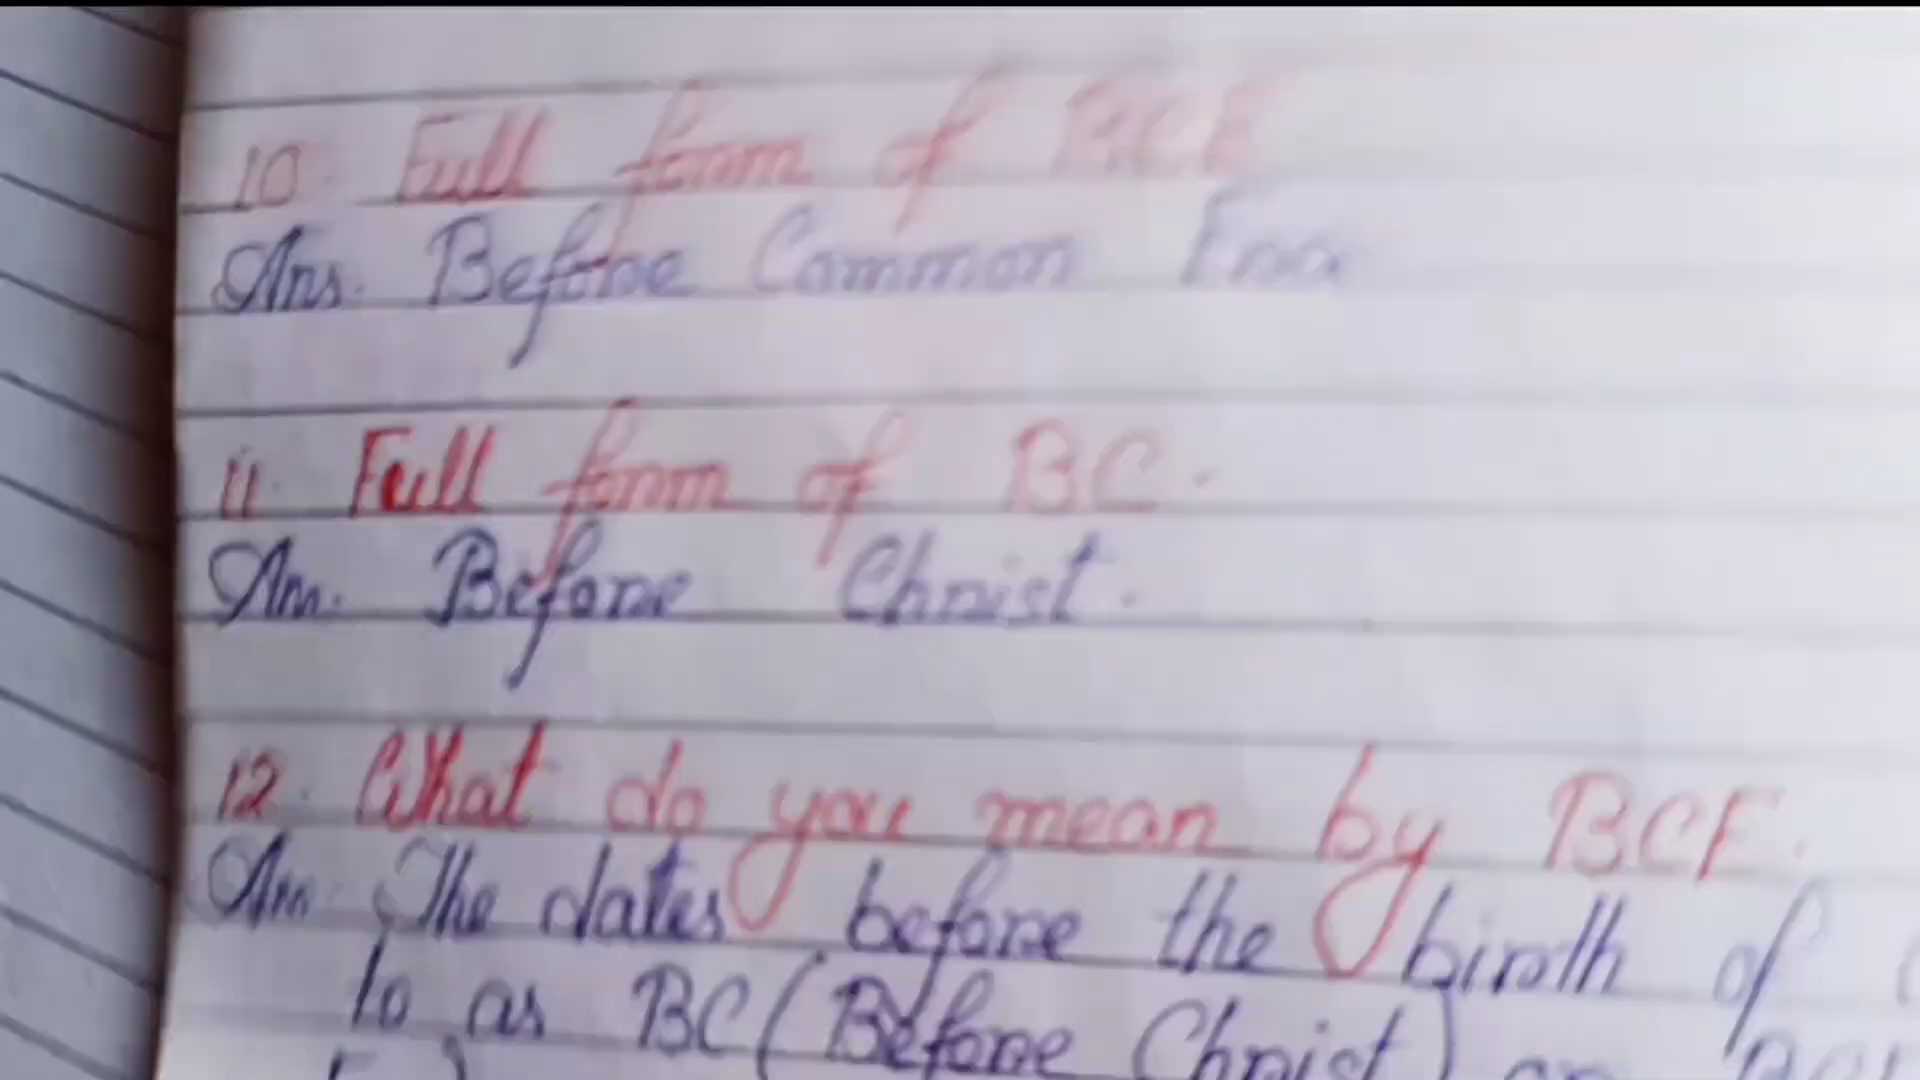 10. Full form of BCE
Ans. Before Common Era
11. Full form of BC.
Ans. Before Christ.
12. What do you mean by BCE.
Ans. The dates before the birth of
to as BC (Before Christ) or